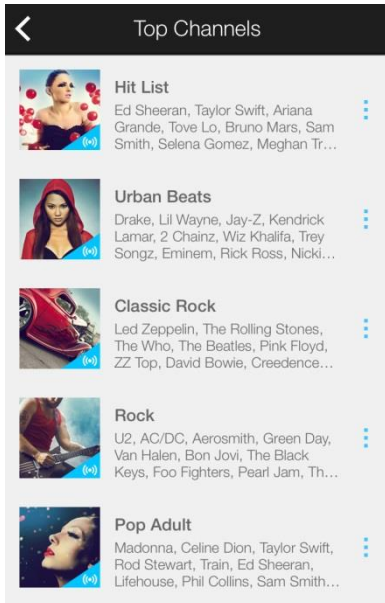 Top Channels
Hit List
Ed Sheeran, Taylor Swift, Ariana
Grande, Tove Lo, Bruno Mars, Sam
Smith, Selena Gomez, Meghan Tr…
Urban Beats
Drake, Lil Wayne, Jay-Z, Kendrick
Lamar, 2 Chainz, Wiz Khalifa, Trey
Songz, Eminem, Rick Ross, Nicki…
Classic Rock
Led Zeppelin, The Rolling Stones,
The Who, The Beatles, Pink Floyd,
ZZ Top, David Bowie, Creedence…
Rock
U2, AC/DC, Aerosmith, Green Day,
Van Halen, Bon Jovi, The Black
Keys, Foo Fighters, Pearl Jam, Th…
Pop Adult
Madonna, Celine Dion, Taylor Swift,
Rod Stewart, Train, Ed Sheeran,
Lifehouse, Phil Collins, Sam Smith…